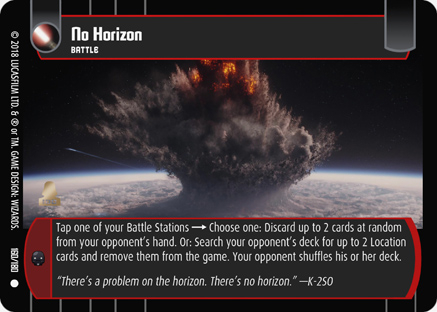 No Horizon
BATTLE
© 2018 LUCASFILM LTD. & ® or TM. GAME DESIGN: WIZARDS.
Tap one of your Battle Stations → Choose one: Discard up to 2 cards at random
from your opponent's hand. Or: Search your opponent's deck for up to 2 Location
cards and remove them from the game. Your opponent shuffles his or her deck.
“There's a problem on the horizon. There's no horizon.” —K-2SO